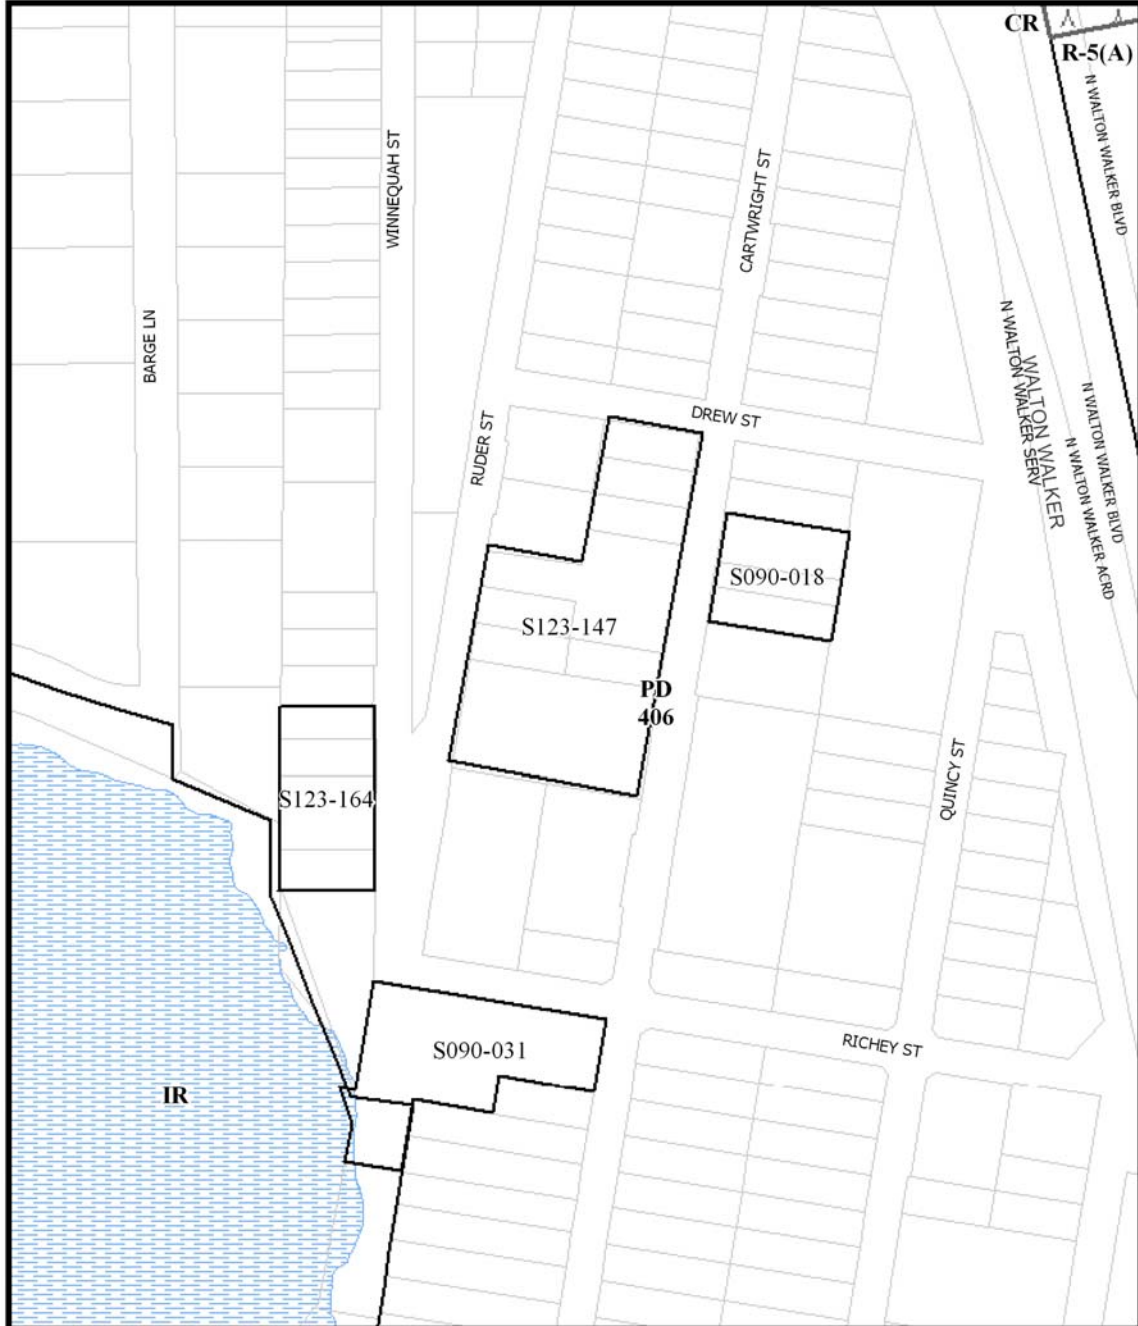 CR
R-5(A)
N WALTON WALKER BLVD
WINNEQUAH ST
CARTWRIGHT ST
BARGE LN
N WALTON WALKER SERV
WALTON WALKER
N WALTON WALKER BLVD
N WALTON WALKER ACRD
DREW ST
RUDER ST
S090-018
S123-147
PD
406
QUINCY ST
S123-164
RICHEY ST
S090-031
IR